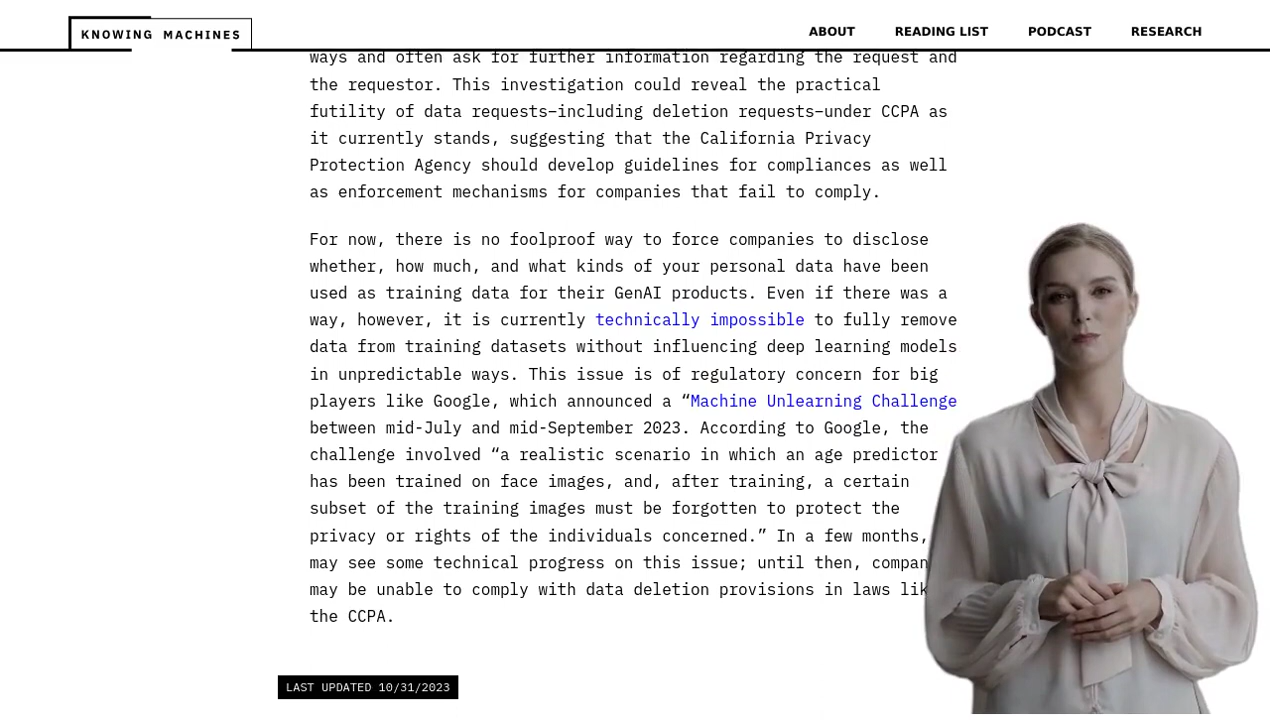 KNOWING MACHINES
ABOUT
READING LIST
PODCAST
RESEARCH
ways and often ask for further information regarding the request and
the requestor. This investigation could reveal the practical
futility of data requests–including deletion requests–under CCPA as
it currently stands, suggesting that the California Privacy
Protection Agency should develop guidelines for compliances as well
as enforcement mechanisms for companies that fail to comply.
For now, there is no foolproof way to force companies to disclose
whether, how much, and what kinds of your personal data have been
used as training data for their GenAI products. Even if there was a
way, however, it is currently technically impossible to fully remove
data from training datasets without influencing deep learning models
in unpredictable ways. This issue is of regulatory concern for big
players like Google, which announced a “Machine Unlearning Challenge
between mid-July and mid-September 2023. According to Google, the
challenge involved “a realistic scenario in which an age predictor
has been trained on face images, and, after training, a certain
subset of the training images must be forgotten to protect the
privacy or rights of the individuals concerned.” In a few months,
may see some technical progress on this issue; until then,
may be unable to comply with data deletion provisions in laws
the CCPA.
LAST UPDATED 10/31/2023